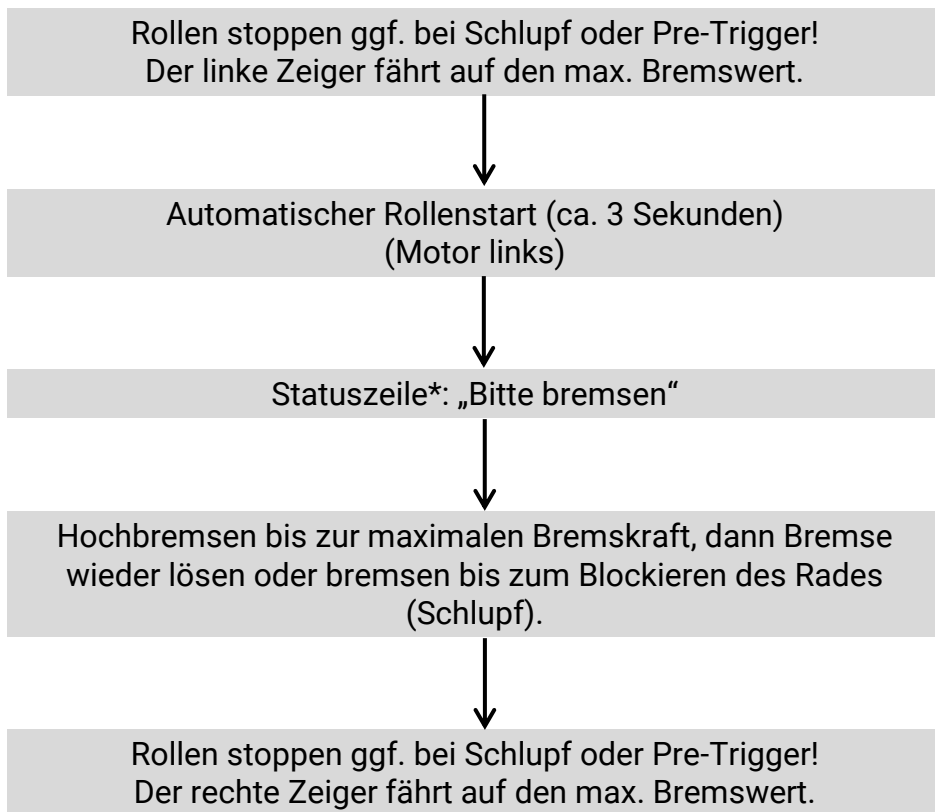 Rollen stoppen ggf. bei Schlupf oder Pre-Trigger!
Der linke Zeiger fährt auf den max. Bremswert.
Automatischer Rollenstart (ca. 3 Sekunden)
(Motor links)
Statuszeile*: „Bitte bremsen“
Hochbremsen bis zur maximalen Bremskraft, dann Bremse
wieder lösen oder bremsen bis zum Blockieren des Rades
(Schlupf).
Rollen stoppen ggf. bei Schlupf oder Pre-Trigger!
Der rechte Zeiger fährt auf den max. Bremswert.